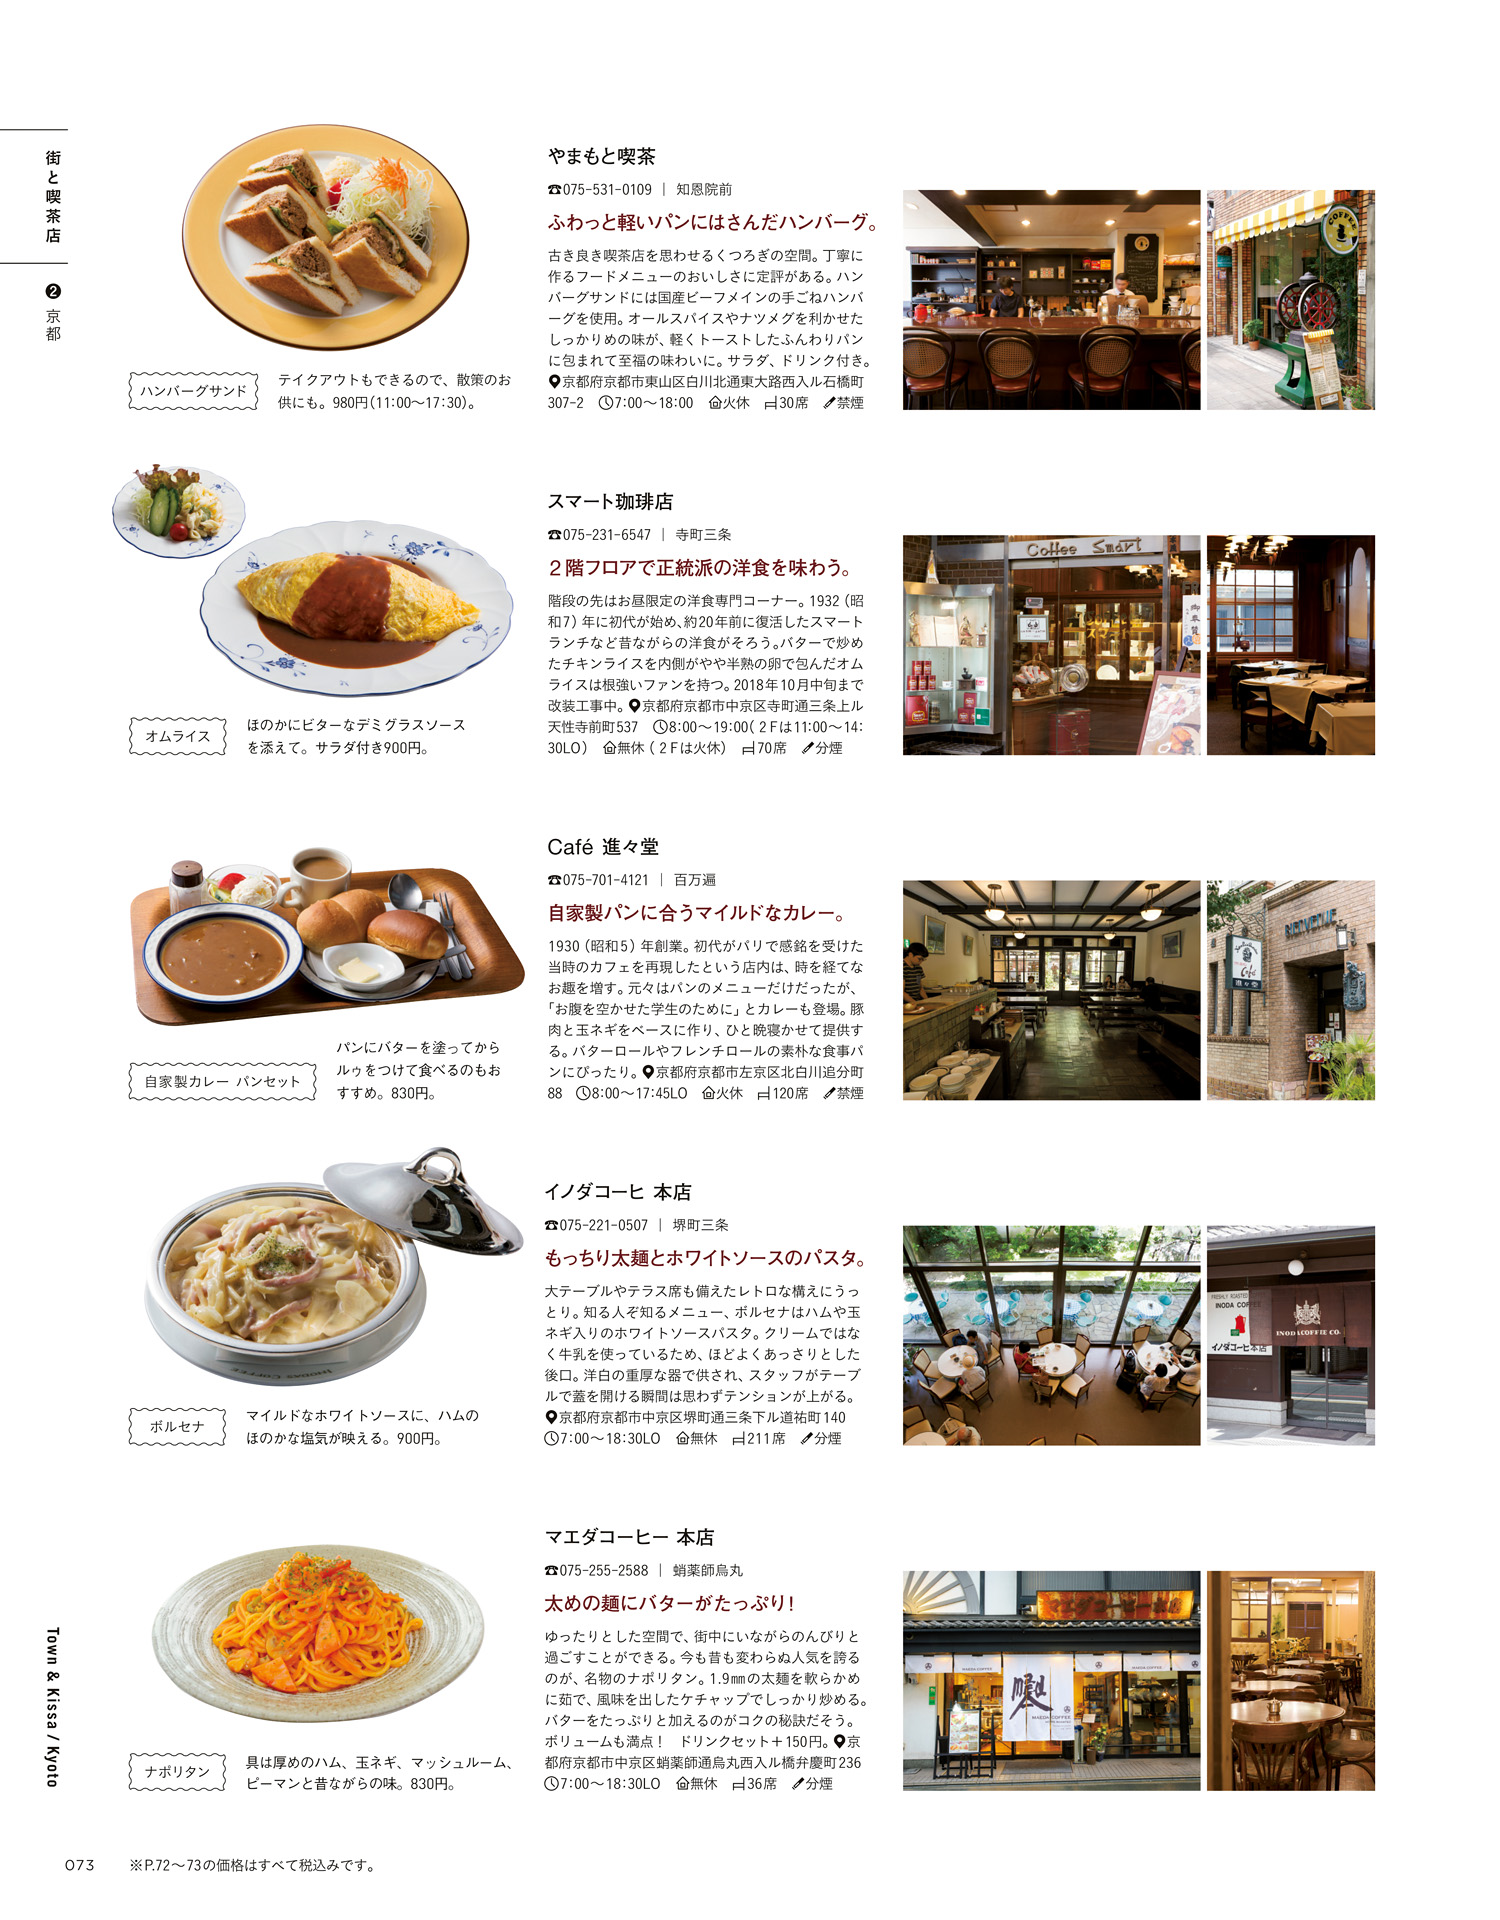 街と喫茶店
❷京都
やまもと喫茶
☎075-531-0109 | 知恩院前
ふわっと軽いパンにはさんだハンバーグ。
古き良き喫茶店を思わせるくつろぎの空間。丁寧に
作るフードメニューのおいしさに定評がある。ハン
バーグサンドには国産ビーフメインの手ごねハンバ
ーグを使用。オールスパイスやナツメグを利かせた
しっかりめの味が、軽くトーストしたふんわりパン
に包まれて至福の味わいに。サラダ、ドリンク付き。
京都府京都市東山区白川北通東大路西入ル石橋町
307-2 7:00〜18:00 火休 30席 禁煙
ハンバーグサンド
テイクアウトもできるので、散策のお
供にも。980円(11:00〜17:30)。
COFFEE
スマート珈琲店
☎075-231-6547 | 寺町三条
２階フロアで正統派の洋食を味わう。
階段の先はお昼限定の洋食専門コーナー。1932（昭
和7）年に初代が始め、約20年前に復活したスマート
ランチなど昔ながらの洋食がそろう。バターで炒め
たチキンライスを内側がやや半熟の卵で包んだオム
ライスは根強いファンを持つ。2018年10月中旬まで
改装工事中。京都府京都市中京区寺町通三条上ル
天性寺前町537 8:00〜19:00(２Fは11:00〜14:
30LO） 無休（２Fは火休） 70席 分煙
オムライス
ほのかにビターなデミグラスソース
を添えて。サラダ付き900円。
Coffee Smart
スマート
Café 進々堂
☎075-701-4121 | 百万遍
自家製パンに合うマイルドなカレー。
1930（昭和5）年創業。初代がパリで感銘を受けた
当時のカフェを再現したという店内は、時を経てな
お趣を増す。元々はパンのメニューだけだったが、
「お腹を空かせた学生のために」とカレーも登場。豚
肉と玉ネギをベースに作り、ひと晩寝かせて提供す
る。バターロールやフレンチロールの素朴な食事パ
ンにぴったり。京都府京都市左京区北白川追分町
88 8:00〜17:45LO 火休 120席 禁煙
自家製カレー パンセット
パンにバターを塗ってから
ルゥをつけて食べるのもお
すすめ。830円。
BIENVENUE
Café
進々堂
イノダコーヒ 本店
☎075-221-0507 | 堺町三条
もっちり太麺とホワイトソースのパスタ。
大テーブルやテラス席も備えたレトロな構えにうっ
とり。知る人ぞ知るメニュー、ボルセナはハムや玉
ネギ入りのホワイトソースパスタ。クリームではな
く牛乳を使っているため、ほどよくあっさりとした
後口。洋白の重厚な器で供され、スタッフがテーブ
ルで蓋を開ける瞬間は思わずテンションが上がる。
京都府京都市中京区堺町通三条下ル道祐町140
7:00〜18:30LO 無休 211席 分煙
ボルセナ
マイルドなホワイトソースに、ハムの
ほのかな塩気が映える。900円。
FRESHLY ROASTED
INODA COFFEE
イノダコーヒ本店
INODA COFFEE CO.
マエダコーヒー 本店
☎075-255-2588 | 蛸薬師烏丸
太めの麺にバターがたっぷり！
ゆったりとした空間で、街中にいながらのんびりと
過ごすことができる。今も昔も変わらぬ人気を誇る
のが、名物のナポリタン。1.9㎜の太麺を軟らかめ
に茹で、風味を出したケチャップでしっかり炒める。
バターをたっぷりと加えるのがコクの秘訣だそう。
ボリュームも満点！ ドリンクセット＋150円。京
都府京都市中京区蛸薬師通烏丸西入ル橋弁慶町236
7:00〜18:30LO 無休 36席 分煙
ナポリタン
具は厚めのハム、玉ネギ、マッシュルーム、
ピーマンと昔ながらの味。830円。
MAEDA COFFEE
MAEDA COFFEE
MAEDA COFFEE
Town & Kissa / Kyoto
073
※P.72〜73の価格はすべて税込みです。